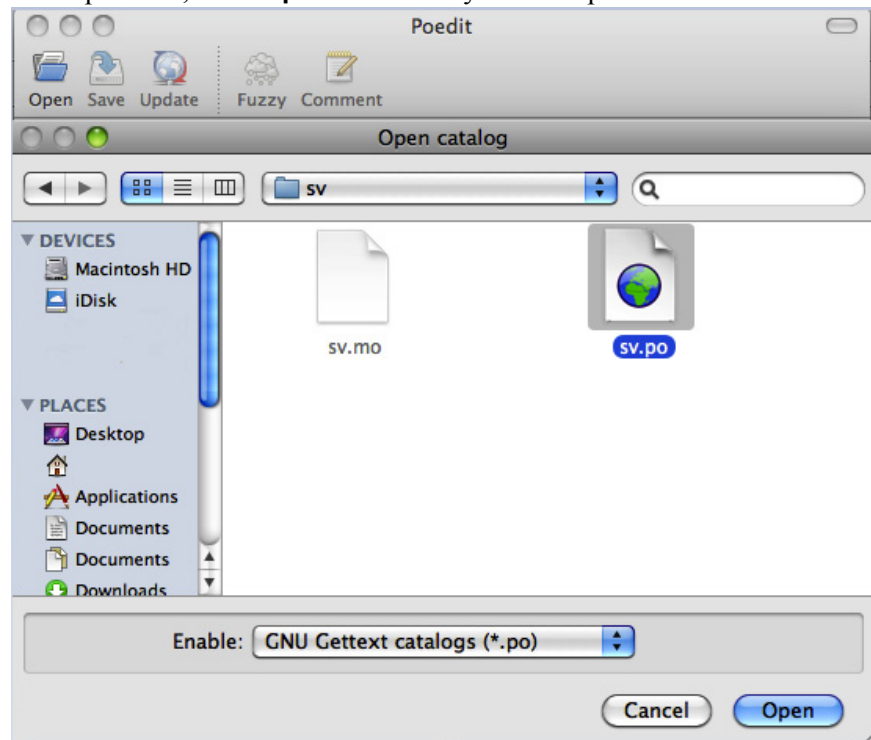 Poedit
Open Save Update Fuzzy Comment
Open catalog
sv
DEVICES
Macintosh HD
iDisk
PLACES
Desktop
Applications
Documents
Documents
Downloads
sv.mo
sv.po
Enable: GNU Gettext catalogs (*.po)
Cancel Open